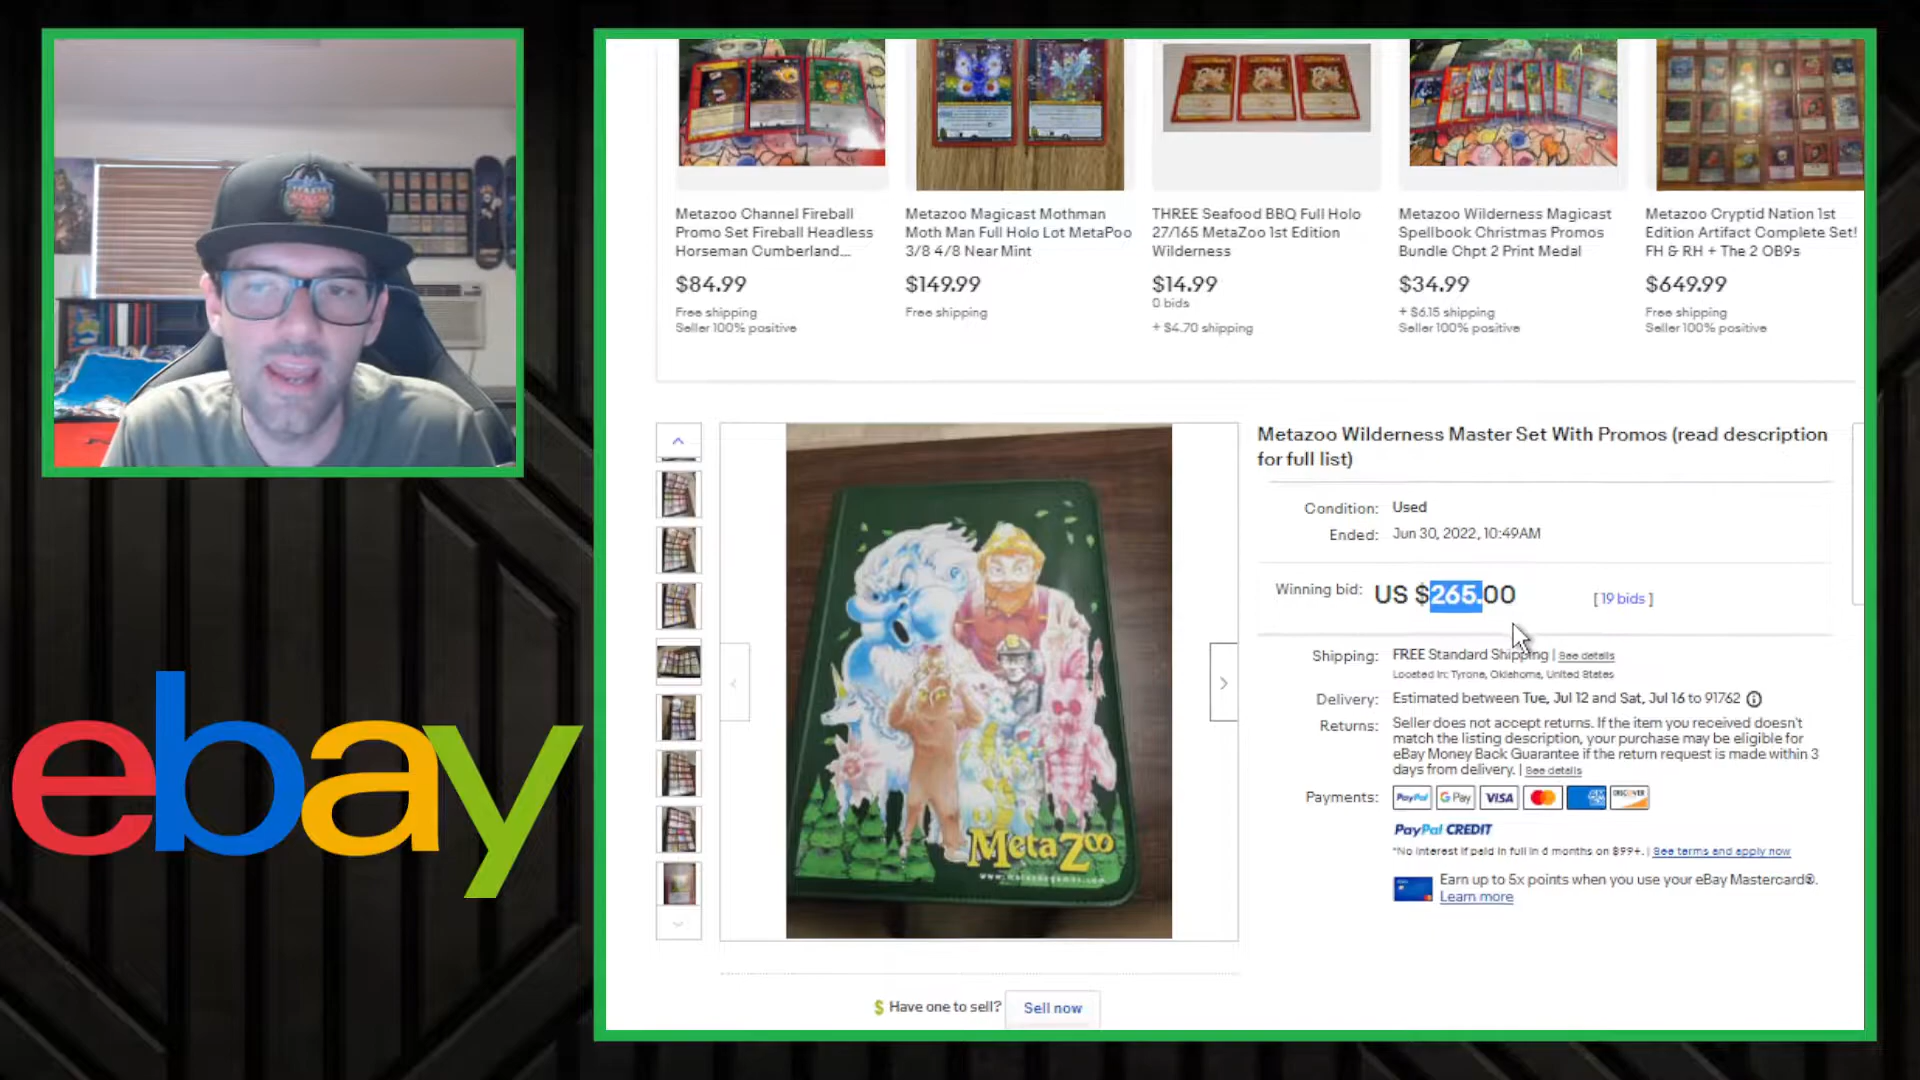 Metazoo Channel Fireball
Promo Set Fireball Headless
Horseman Cumberland...
$84.99
Free shipping
Seller 100% positive
Metazoo Magicast Mothman
Moth Man Full Holo Lot MetaPoo
3/8 4/8 Near Mint
$149.99
Free shipping
THREE Seafood BBQ Full Holo
27/165 MetaZoo 1st Edition
Wilderness
$14.99
0 bids
+ $4.70 shipping
Metazoo Wilderness Magicast
Spellbook Christmas Promos
Bundle Chpt 2 Print Medal
$34.99
+ $6.15 shipping
Seller 100% positive
Metazoo Cryptid Nation 1st
Edition Artifact Complete Set!
FH & RH + The 2 OB9s
$649.99
Free shipping
Seller 100% positive
Metazoo Wilderness Master Set With Promos (read description
for full list)
Condition: Used
Ended: Jun 30, 2022, 10:49AM
Winning bid: US $265.00 [ 19 bids ]
Shipping: FREE Standard Shipping | See details
Located in: Tyrone, Oklahoma, United States
Delivery: Estimated between Tue, Jul 12 and Sat, Jul 16 to 91762
Returns: Seller does not accept returns. If the item you received doesn't
match the listing description, your purchase may be eligible for
eBay Money Back Guarantee if the return request is made within 3
days from delivery. | See details
Payments: PayPal G Pay VISA DISCOVER
PayPal CREDIT
*No interest if paid in full in 6 months on $99+. | See terms and apply now
Earn up to 5x points when you use your eBay Mastercard®.
Learn more
MetaZoo
www.metazoogames.com
$ Have one to sell? Sell now
ebay